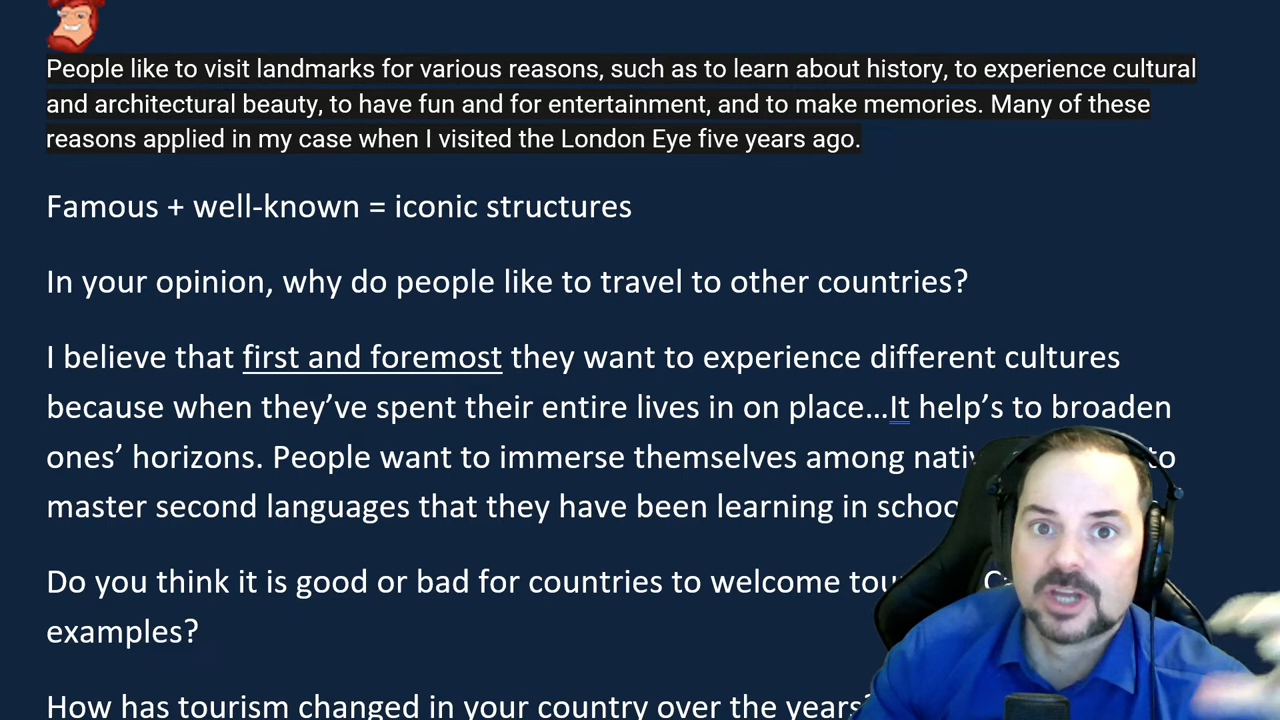 People like to visit landmarks for various reasons, such as to learn about history, to experience cultural
and architectural beauty, to have fun and for entertainment, and to make memories. Many of these
reasons applied in my case when I visited the London Eye five years ago.
Famous + well-known = iconic structures
In your opinion, why do people like to travel to other countries?
I believe that first and foremost they want to experience different cultures
because when they’ve spent their entire lives in on place…It help’s to broaden
ones’ horizons. People want to immerse themselves among to
master second languages that they have been learning in
Do you think it is good or bad for countries to welcome
examples?
How has tourism changed in your country over the years?